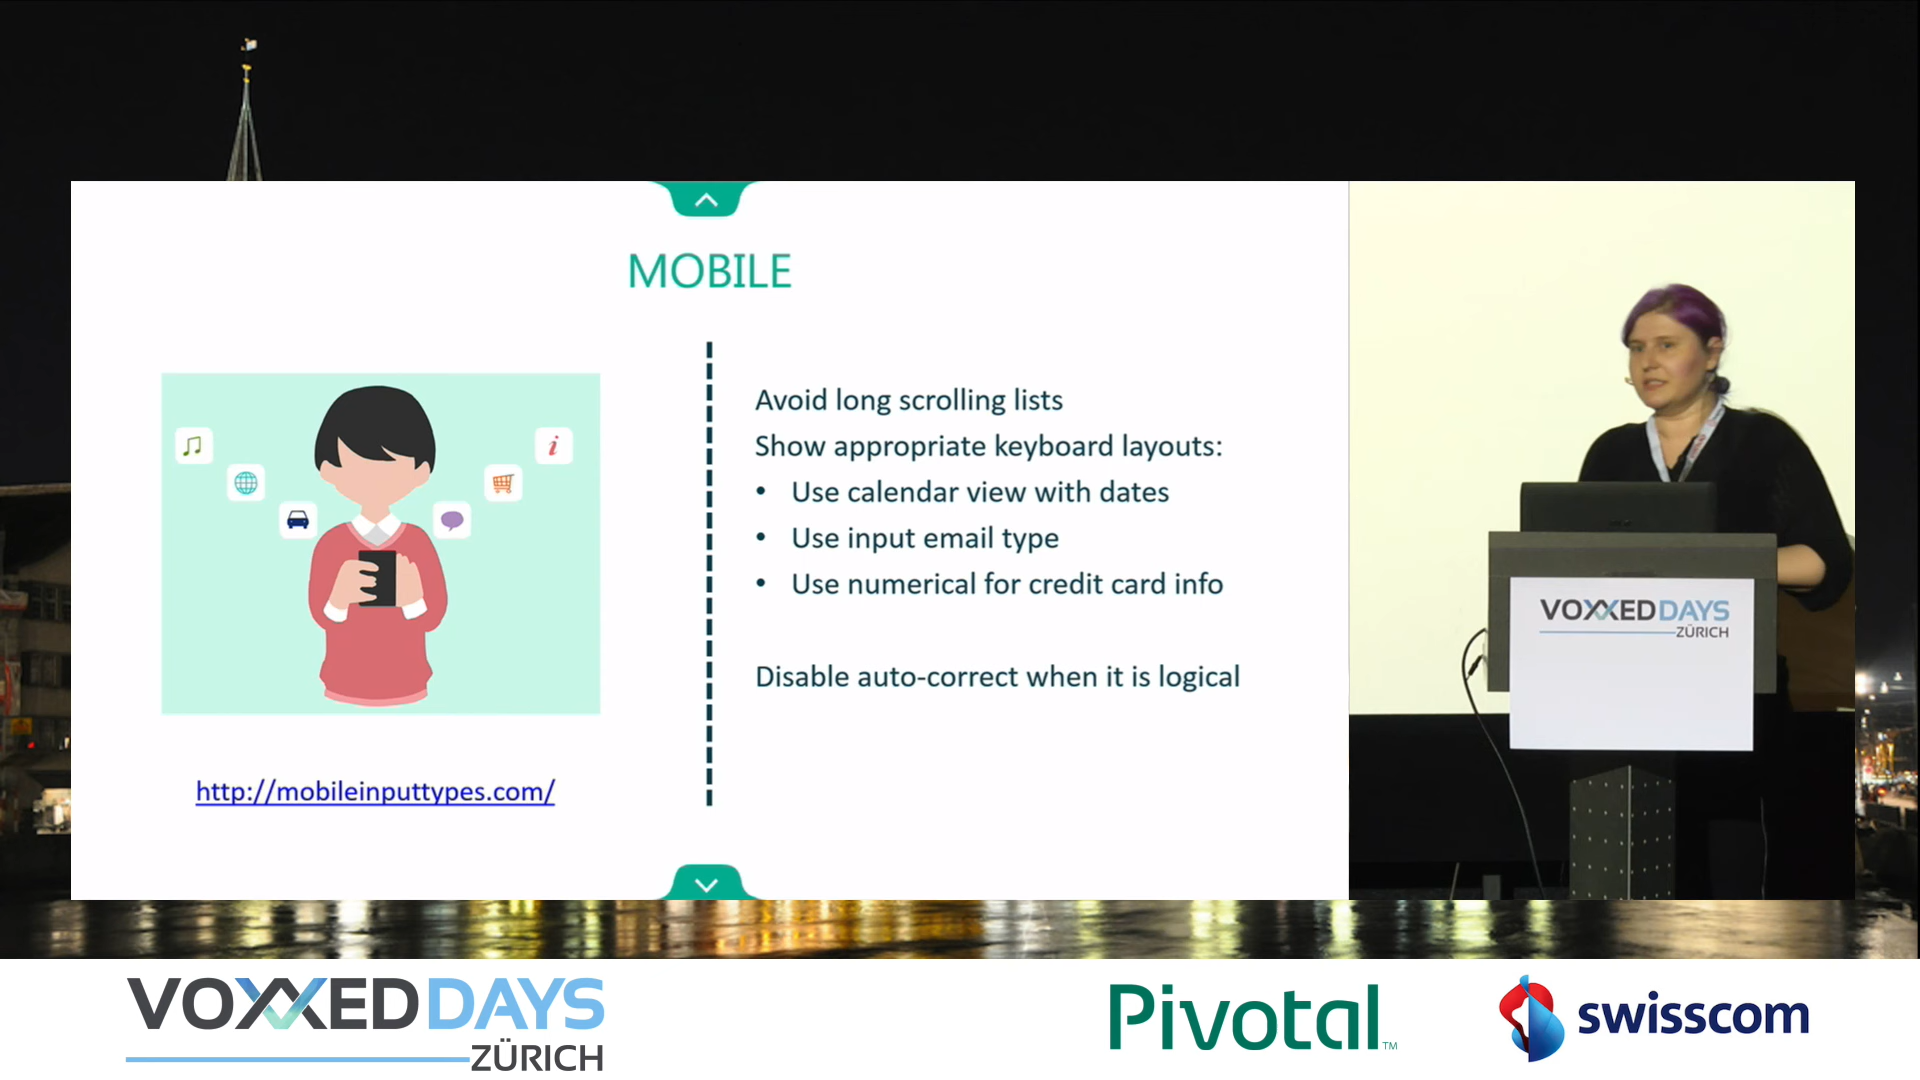 MOBILE
Avoid long scrolling lists
Show appropriate keyboard layouts:
• Use calendar view with dates
• Use input email type
• Use numerical for credit card info
Disable auto-correct when it is logical
http://mobileinputtypes.com/
VOXXED DAYS
ZÜRICH
VOXXED DAYS
ZÜRICH
Pivotal™
swisscom